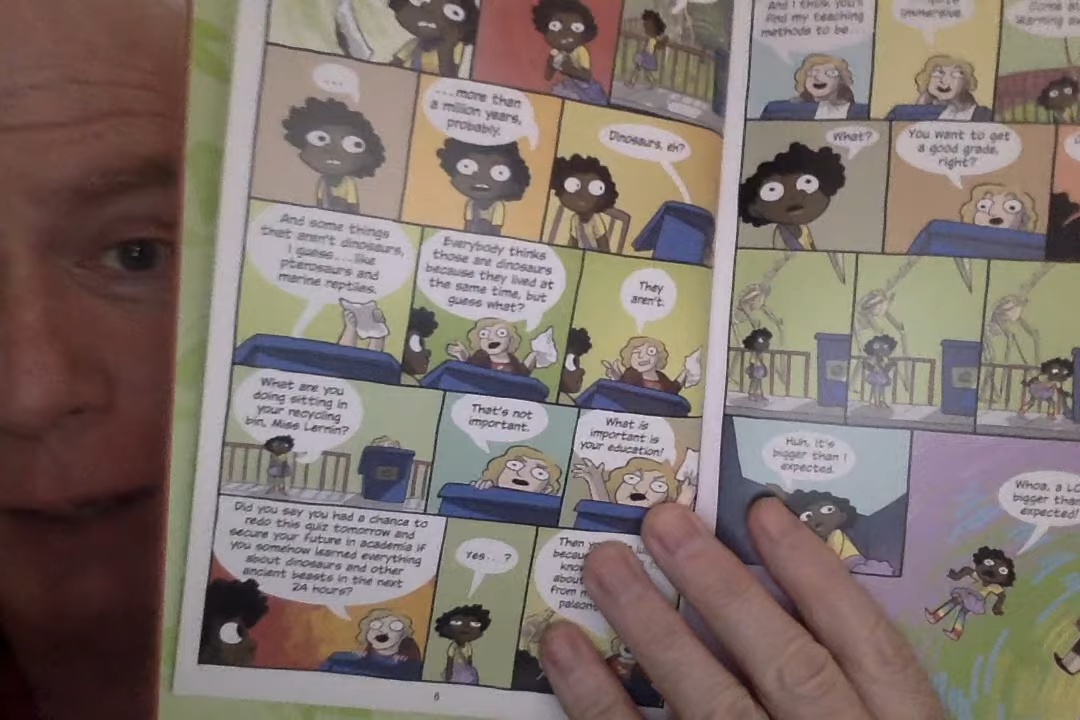 ...
...more than
a million years,
probably.
Dinosaurs, eh?
And some things
that aren't dinosaurs,
I guess...like
pterosaurs and
marine reptiles.
Everybody thinks
those are dinosaurs
because they lived at
the same time, but
guess what?
They
aren't.
What are you
doing sitting in
your recycling
bin, Miss Lernin?
That's not
important.
What is
important is
your education!
Did you say you had a chance to
redo this quiz tomorrow and
secure your future in academia if
you somehow learned everything
about dinosaurs and other
ancient beasts in the next
24 hours?
Yes...?
Then
about
from
6
And I think you'll
find my teaching
methods to be...
immersive.
What?
You want to get
a good grade,
right?
Huh, it's
bigger than I
expected.
Whoa, a
bigger
expected!